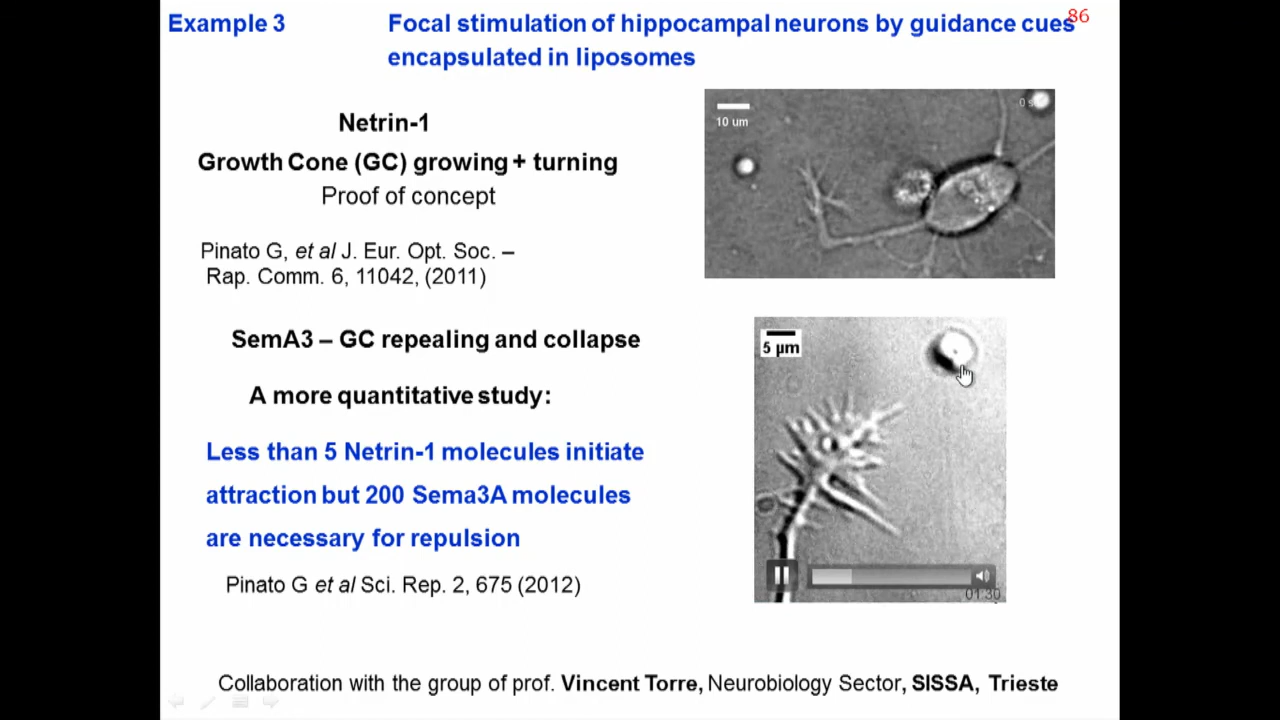 Example 3
Focal stimulation of hippocampal neurons by guidance cues
86
encapsulated in liposomes
Netrin-1
Growth Cone (GC) growing + turning
Proof of concept
Pinato G, et al J. Eur. Opt. Soc. –
Rap. Comm. 6, 11042, (2011)
10 um
SemA3 – GC repealing and collapse
A more quantitative study:
Less than 5 Netrin-1 molecules initiate
attraction but 200 Sema3A molecules
are necessary for repulsion
Pinato G et al Sci. Rep. 2, 675 (2012)
5 µm
01:30
Collaboration with the group of prof. Vincent Torre, Neurobiology Sector, SISSA, Trieste